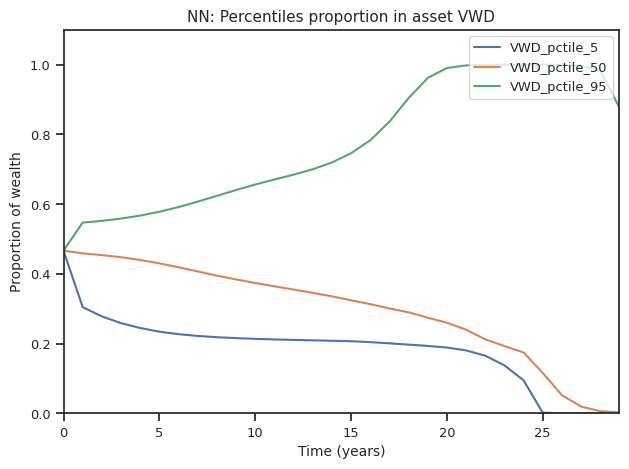 NN: Percentiles proportion in asset VWD
VWD_pctile_5
VWD_pctile_50
VWD_pctile_95
Proportion of wealth
1.0
0.8
0.6
0.4
0.2
0.0
0
5
10
15
20
25
Time (years)